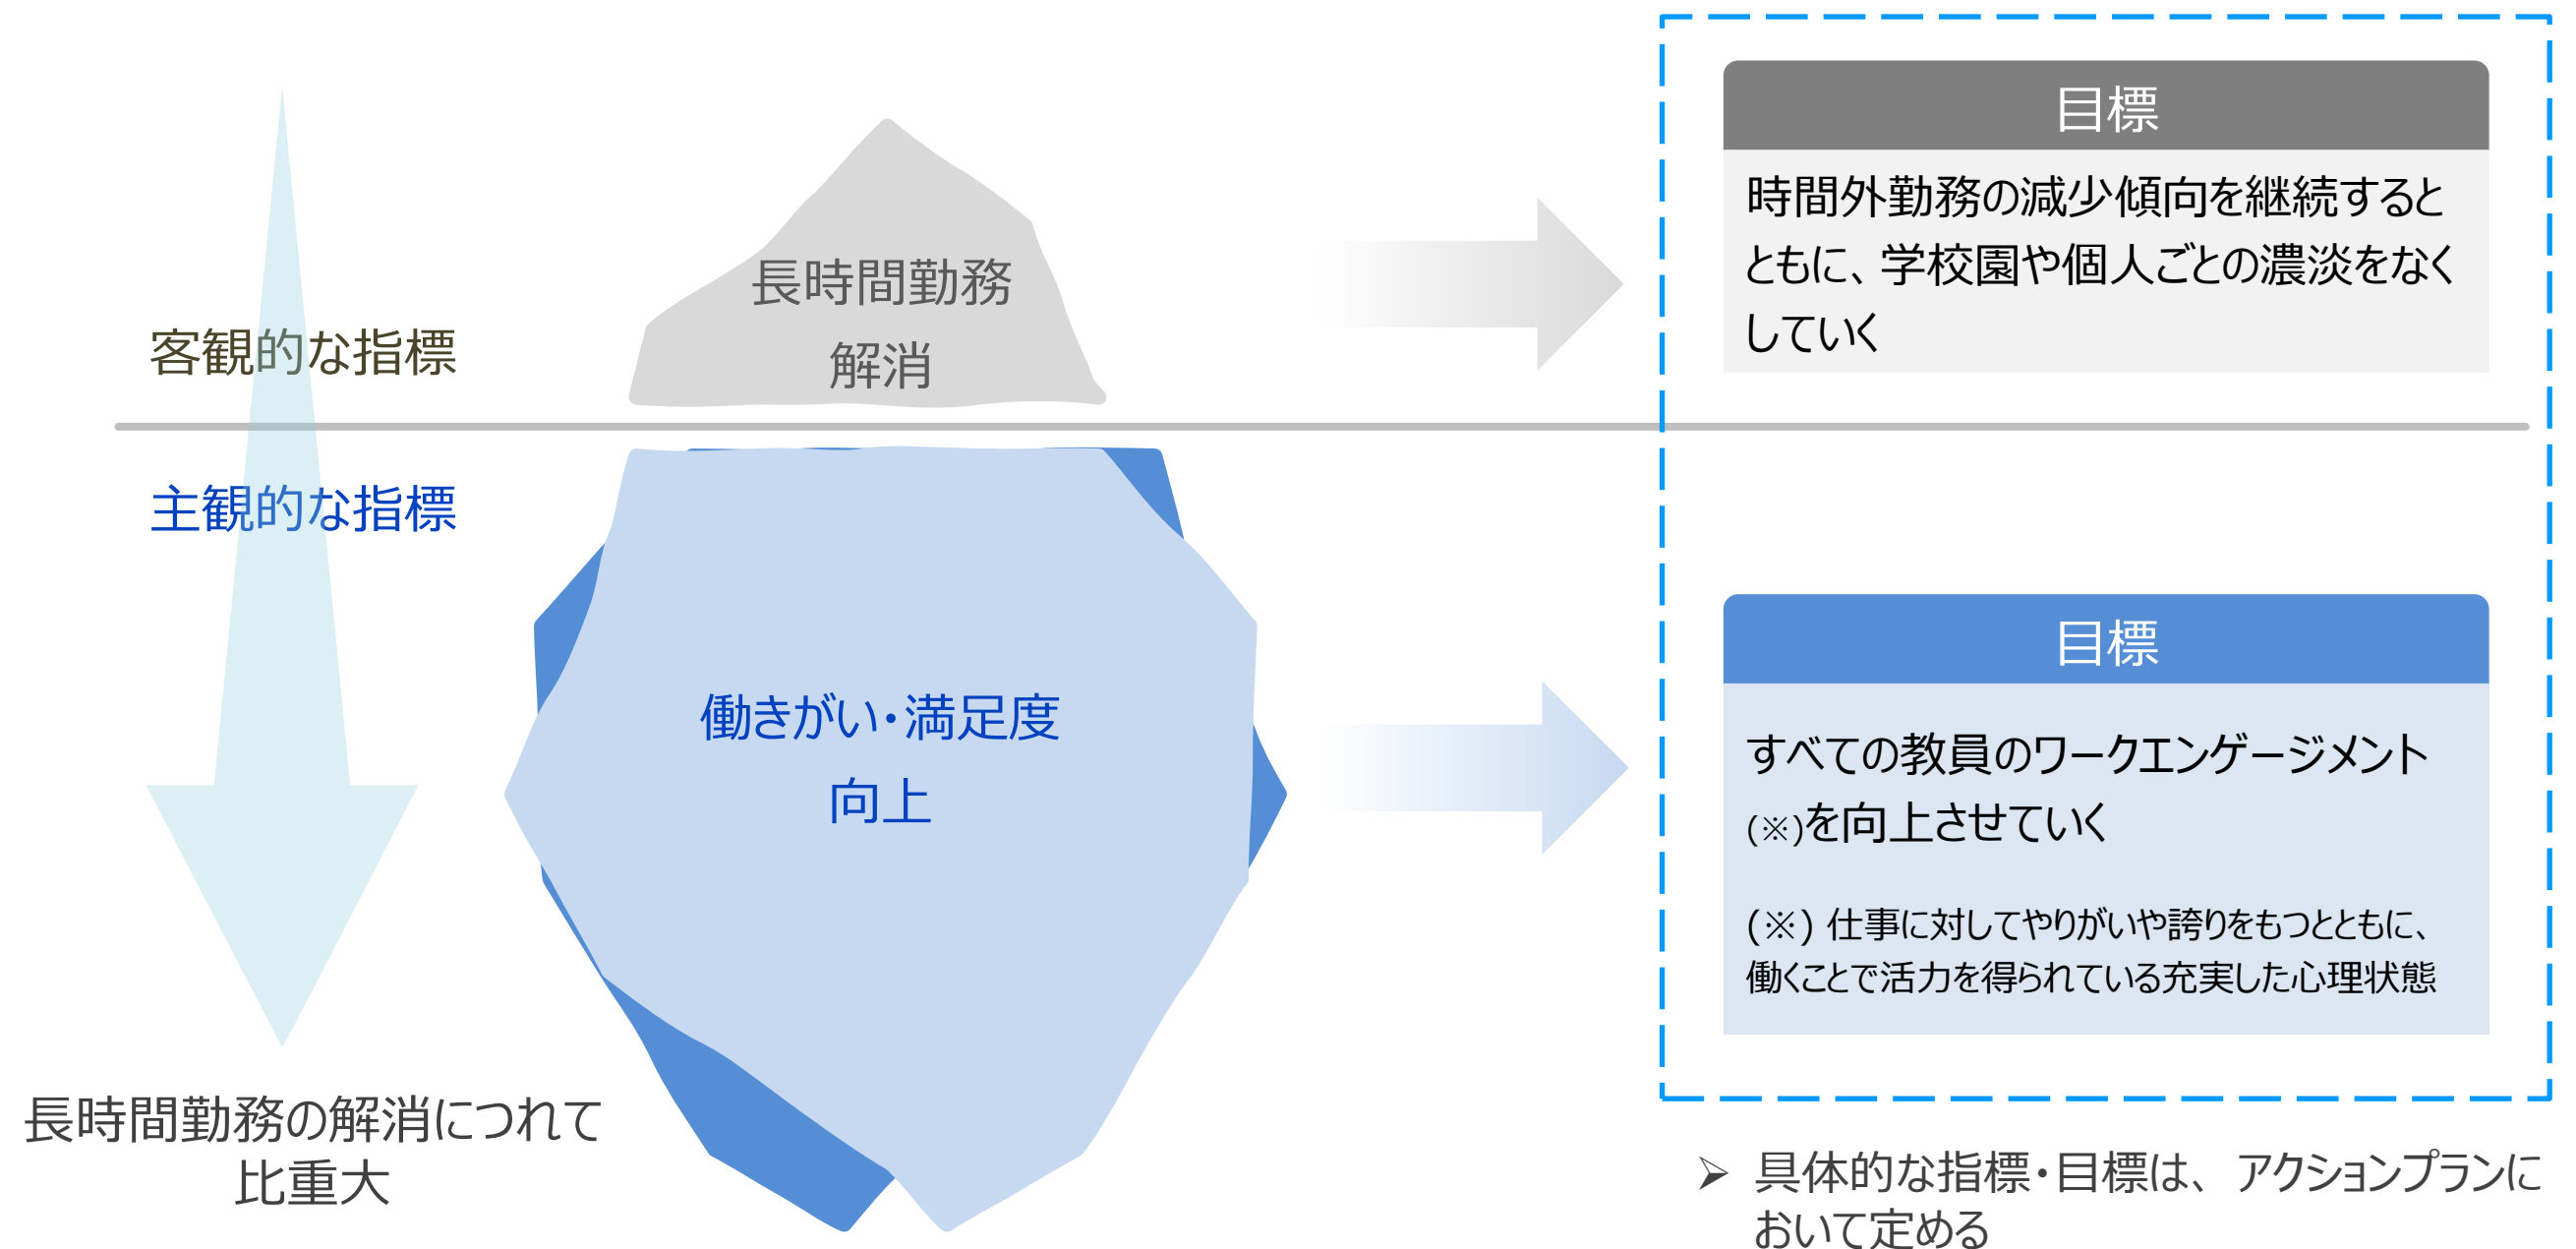 客観的な指標
主観的な指標
長時間勤務の解消につれて
比重大
長時間勤務
解消
働きがい・満足度
向上
目標
時間外勤務の減少傾向を継続すると
ともに、学校園や個人ごとの濃淡をなく
していく
目標
すべての教員のワークエンゲージメント
(※)を向上させていく
(※) 仕事に対してやりがいや誇りをもつとともに、
働くことで活力を得られている充実した心理状態
➢ 具体的な指標・目標は、アクションプランに
おいて定める